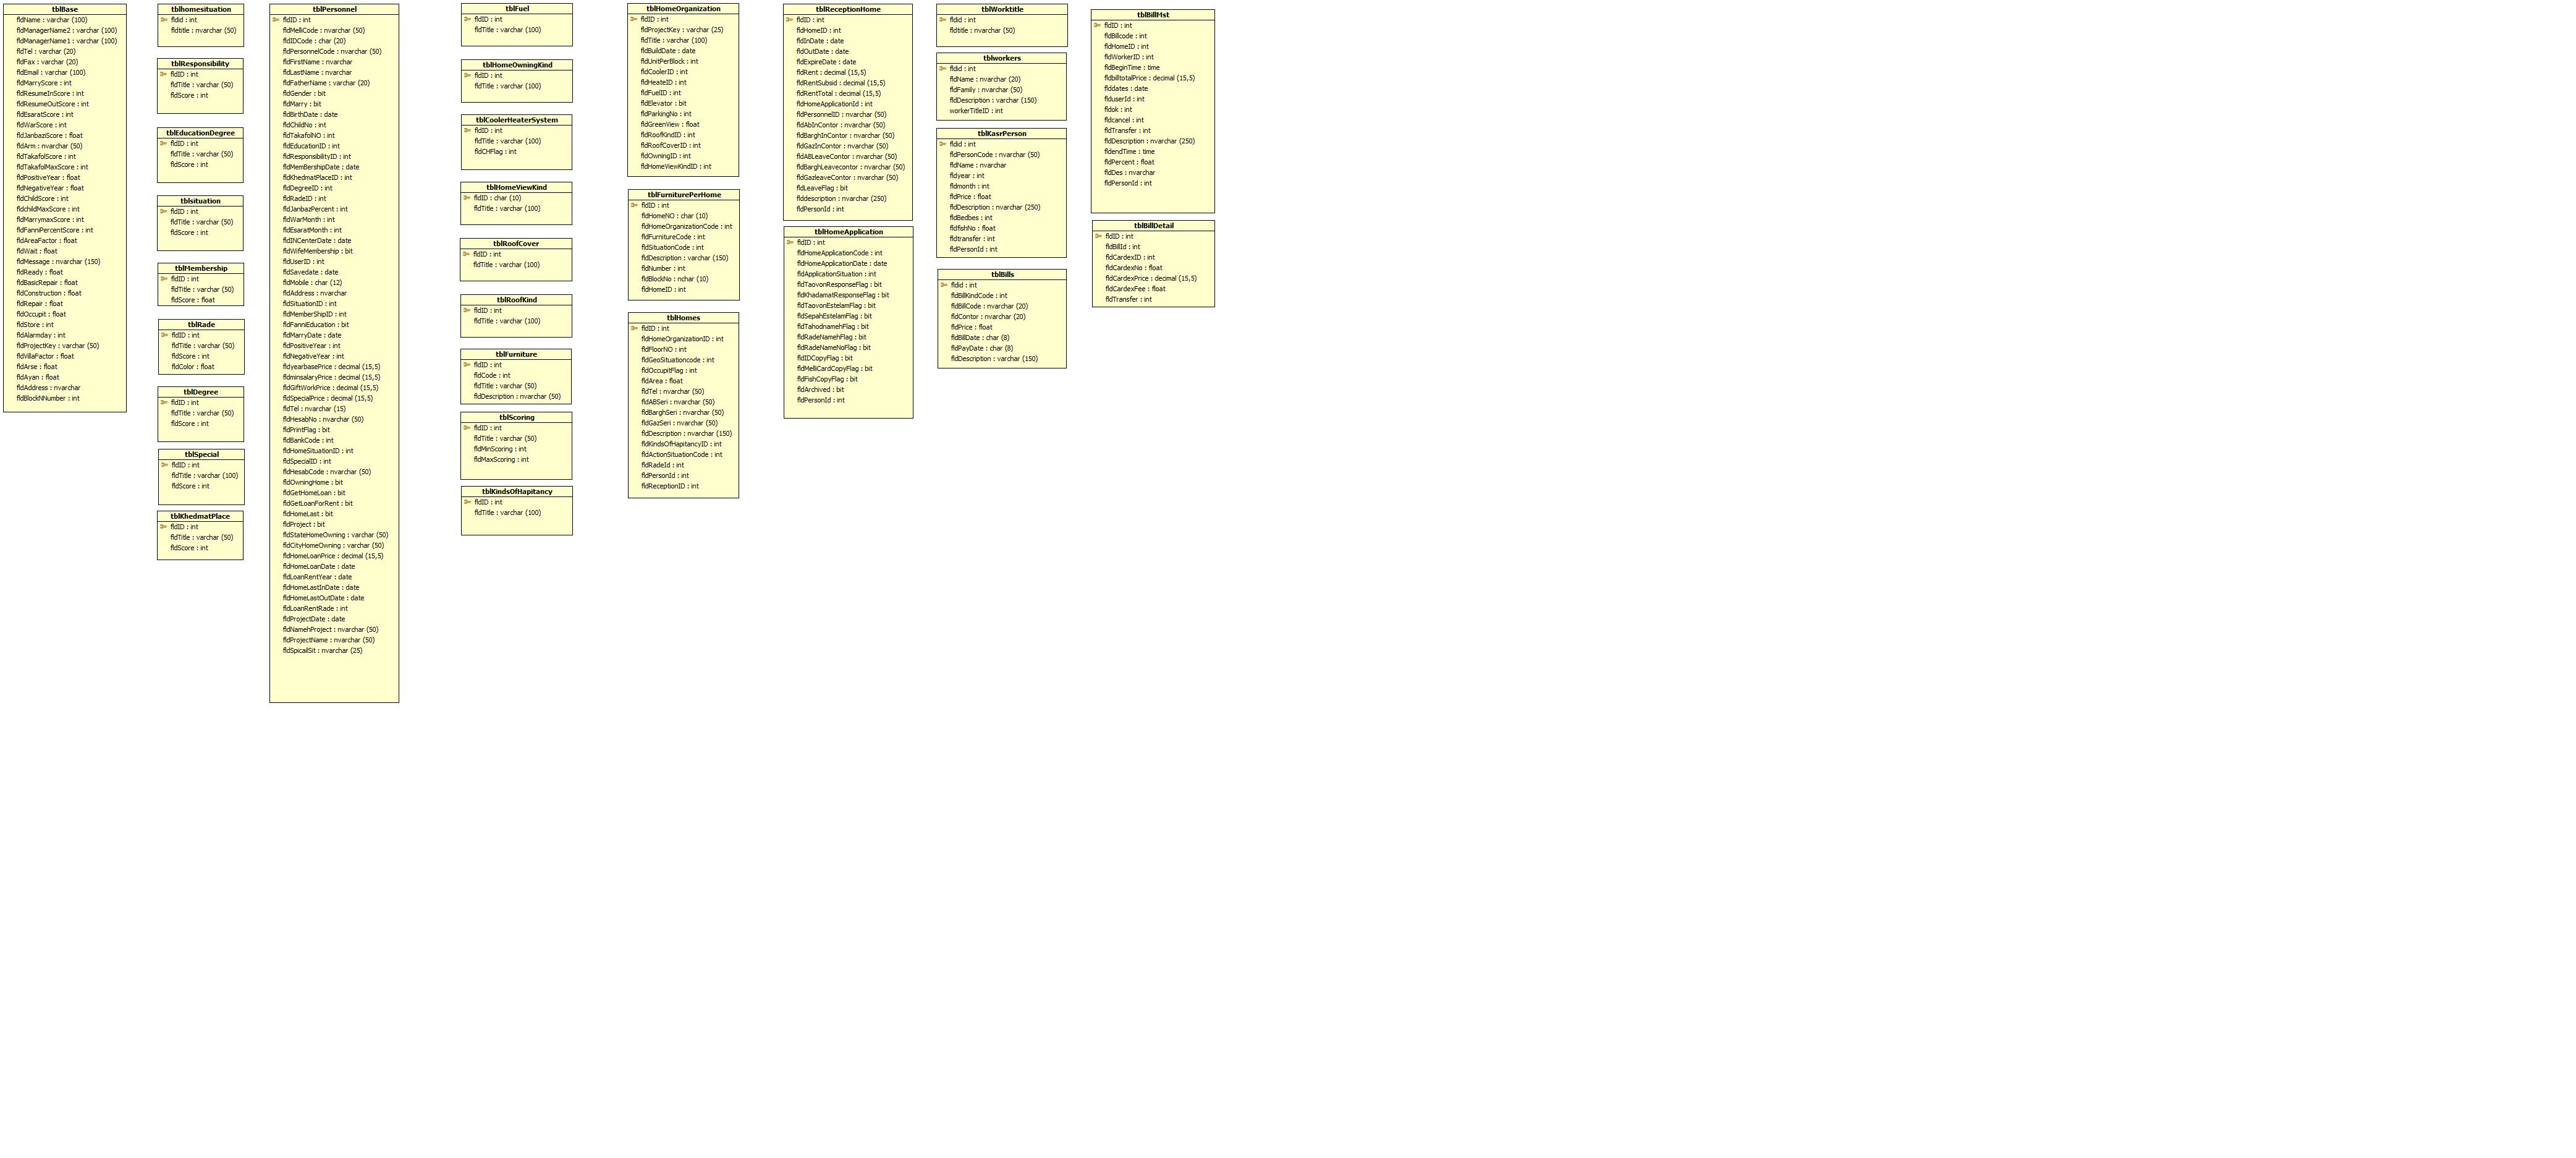 tblBase
fldName : varchar (100)
fldManagerName2 : varchar (100)
fldManagerName1 : varchar (100)
fldTel : varchar (20)
fldFax : varchar (20)
fldEmail : varchar (100)
fldMarryScore : int
fldResumeInScore : int
fldResumeOutScore : int
fldEsaratScore : int
fldWarScore : int
fldJanbaziScore : float
fldArm : nvarchar (50)
fldTakafolScore : int
fldTakafolMaxScore : int
fldPositiveYear : float
fldNegativeYear : float
fldChildScore : int
fldchildMaxScore : int
fldMarrymaxScore : int
fldFanniPercentScore : int
fldAreaFactor : float
fldWait : float
fldMessage : nvarchar (150)
fldReady : float
fldBasicRepair : float
fldConstruction : float
fldRepair : float
fldOccupit : float
fldStore : int
fldAlarmday : int
fldProjectKey : varchar (50)
fldVillaFactor : float
fldArse : float
fldAyan : float
fldAddress : nvarchar
fldBlockNNumber : int
tblhomesituation
fldid : int
fldtitle : nvarchar (50)
tblResponsibility
fldID : int
fldTitle : varchar (50)
fldScore : int
tblEducationDegree
fldID : int
fldTitle : varchar (50)
fldScore : int
tblsituation
fldID : int
fldTitle : varchar (50)
fldScore : int
tblMembership
fldID : int
fldTitle : varchar (50)
fldScore : float
tblRade
fldID : int
fldTitle : varchar (50)
fldScore : int
fldColor : float
tblDegree
fldID : int
fldTitle : varchar (50)
fldScore : int
tblSpecial
fldID : int
fldTitle : varchar (100)
fldScore : int
tblKhedmatPlace
fldID : int
fldTitle : varchar (50)
fldScore : int
tblPersonnel
fldID : int
fldMelliCode : nvarchar (50)
fldIDCode : char (20)
fldPersonnelCode : nvarchar (50)
fldFirstName : nvarchar
fldLastName : nvarchar
fldFatherName : varchar (20)
fldGender : bit
fldMarry : bit
fldBirthDate : date
fldChildNo : int
fldTakafolNO : int
fldEducationID : int
fldResponsibilityID : int
fldMemBershipDate : date
fldKhedmatPlaceID : int
fldDegreeID : int
fldRadeID : int
fldJanbazPercent : int
fldWarMonth : int
fldEsaratMonth : int
fldINCenterDate : date
fldWifeMembership : bit
fldUserID : int
fldSavedate : date
fldMobile : char (12)
fldAddress : nvarchar
fldSituationID : int
fldMemberShipID : int
fldFanniEducation : bit
fldMarryDate : date
fldPositiveYear : int
fldNegativeYear : int
fldyearbasePrice : decimal (15,5)
fldminsalaryPrice : decimal (15,5)
fldGiftWorkPrice : decimal (15,5)
fldSpecialPrice : decimal (15,5)
fldTel : nvarchar (15)
fldHesabNo : nvarchar (50)
fldPrintFlag : bit
fldBankCode : int
fldHomeSituationID : int
fldSpecialID : int
fldHesabCode : nvarchar (50)
fldOwningHome : bit
fldGetHomeLoan : bit
fldGetLoanForRent : bit
fldHomeLast : bit
fldProject : bit
fldStateHomeOwning : varchar (50)
fldCityHomeOwning : varchar (50)
fldHomeLoanPrice : decimal (15,5)
fldHomeLoanDate : date
fldLoanRentYear : date
fldHomeLastInDate : date
fldHomeLastOutDate : date
fldLoanRentRade : int
fldProjectDate : date
fldNamehProject : nvarchar (50)
fldProjectName : nvarchar (50)
fldSpicailSit : nvarchar (25)
tblFuel
fldID : int
fldTitle : varchar (100)
tblHomeOwningKind
fldID : int
fldTitle : varchar (100)
tblCoolerHeaterSystem
fldID : int
fldTitle : varchar (100)
fldCHFlag : int
tblHomeViewKind
fldID : char (10)
fldTitle : varchar (100)
tblRoofCover
fldID : int
fldTitle : varchar (100)
tblRoofKind
fldID : int
fldTitle : varchar (100)
tblFurniture
fldID : int
fldCode : int
fldTitle : varchar (50)
fldDescription : nvarchar (50)
tblScoring
fldID : int
fldTitle : varchar (50)
fldMinScoring : int
fldMaxScoring : int
tblKindsOfHapitancy
fldID : int
fldTitle : varchar (100)
tblHomeOrganization
fldID : int
fldProjectKey : varchar (25)
fldTitle : varchar (100)
fldBuildDate : date
fldUnitPerBlock : int
fldCoolerID : int
fldHeateID : int
fldFuelID : int
fldElevator : bit
fldParkingNo : int
fldGreenView : float
fldRoofKindID : int
fldRoofCoverID : int
fldOwningID : int
fldHomeViewKindID : int
tblFurniturePerHome
fldID : int
fldHomeNO : char (10)
fldHomeOrganizationCode : int
fldFurnitureCode : int
fldSituationCode : int
fldDescription : varchar (150)
fldNumber : int
fldBlockNo : nchar (10)
fldHomeID : int
tblHomes
fldID : int
fldHomeOrganizationID : int
fldFloorNO : int
fldGeoSituationcode : int
fldOccupitFlag : int
fldArea : float
fldTel : nvarchar (50)
fldABSeri : nvarchar (50)
fldBarghSeri : nvarchar (50)
fldGazSeri : nvarchar (50)
fldDescription : nvarchar (150)
fldKindsOfHapitancyID : int
fldActionSituationCode : int
fldRadeId : int
fldPersonId : int
fldReceptionID : int
tblReceptionHome
fldID : int
fldHomeID : int
fldInDate : date
fldOutDate : date
fldExpireDate : date
fldRent : decimal (15,5)
fldRentSubsid : decimal (15,5)
fldRentTotal : decimal (15,5)
fldHomeApplicationId : int
fldPersonnelID : nvarchar (50)
fldAbInContor : nvarchar (50)
fldBarghInContor : nvarchar (50)
fldGazInContor : nvarchar (50)
fldABLeaveContor : nvarchar (50)
fldBarghLeavecontor : nvarchar (50)
fldGazleaveContor : nvarchar (50)
fldLeaveFlag : bit
flddescription : nvarchar (250)
fldPersonId : int
tblHomeApplication
fldID : int
fldHomeApplicationCode : int
fldHomeApplicationDate : date
fldApplicationSituation : int
fldTaovonResponseFlag : bit
fldKhadamatResponseFlag : bit
fldTaovonEstelamFlag : bit
fldSepahEstelamFlag : bit
fldTahodnamehFlag : bit
fldRadeNamehFlag : bit
fldRadeNameNoFlag : bit
fldIDCopyFlag : bit
fldMelliCardCopyFlag : bit
fldFishCopyFlag : bit
fldArchived : bit
fldPersonId : int
tblWorktitle
fldid : int
fldtitle : nvarchar (50)
tblworkers
fldid : int
fldName : nvarchar (20)
fldFamily : nvarchar (50)
fldDescription : varchar (150)
workerTitleID : int
tblKasrPerson
fldid : int
fldPersonCode : nvarchar (50)
fldName : nvarchar
fldyear : int
fldmonth : int
fldPrice : float
fldDescription : nvarchar (250)
fldBedbes : int
fldfishNo : float
fldtransfer : int
fldPersonId : int
tblBills
fldid : int
fldBillKindCode : int
fldBillCode : nvarchar (20)
fldContor : nvarchar (20)
fldPrice : float
fldBillDate : char (8)
fldPayDate : char (8)
fldDescription : varchar (150)
tblBillMst
fldID : int
fldBillcode : int
fldHomeID : int
fldWorkerID : int
fldBeginTime : time
fldbilltotalPrice : decimal (15,5)
flddates : date
flduserId : int
fldok : int
fldcancel : int
fldTransfer : int
fldDescription : nvarchar (250)
fldendTime : time
fldPercent : float
fldDes : nvarchar
fldPersonId : int
tblBillDetail
fldID : int
fldBillId : int
fldCardexID : int
fldCardexNo : float
fldCardexPrice : decimal (15,5)
fldCardexFee : float
fldTransfer : int